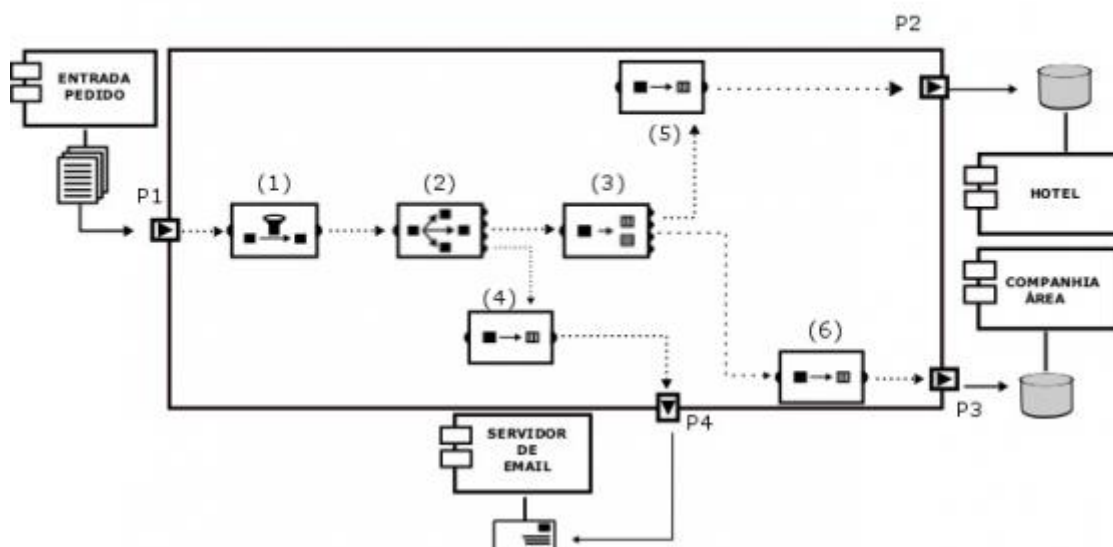 P2
ENTRADA
PEDIDO
(5)
P1
(1)
(2)
(3)
HOTEL
COMPANHIA
ÁREA
(4)
(6)
P4
P3
SERVIDOR
DE
EMAIL